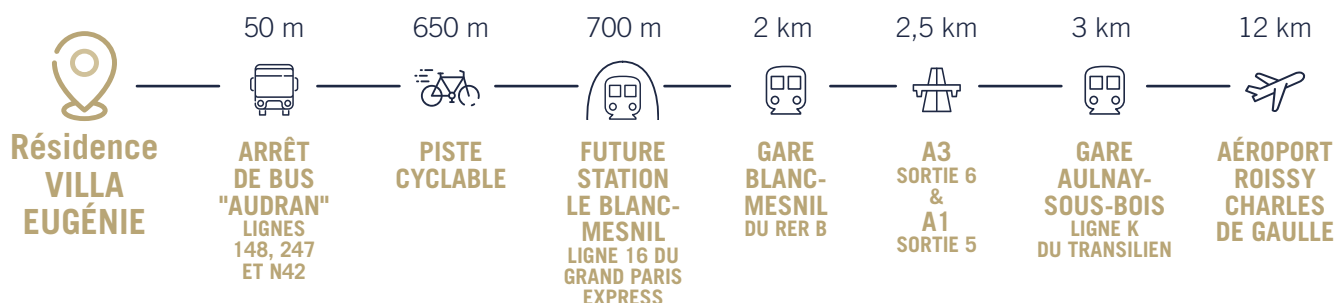 50 m
650 m
700 m
2 km
2,5 km
3 km
12 km
Résidence
VILLA
EUGÉNIE
ARRÊT
DE BUS
"AUDRAN"
LIGNES
148, 247
ET N42
PISTE
CYCLABLE
FUTURE
STATION
LE BLANC-
MESNIL
LIGNE 16 DU
GRAND PARIS
EXPRESS
GARE
BLANC-
MESNIL
DU RER B
A3
SORTIE 6
&
A1
SORTIE 5
GARE
AULNAY-
SOUS-BOIS
LIGNE K
DU TRANSILIEN
AÉROPORT
ROISSY
CHARLES
DE GAULLE